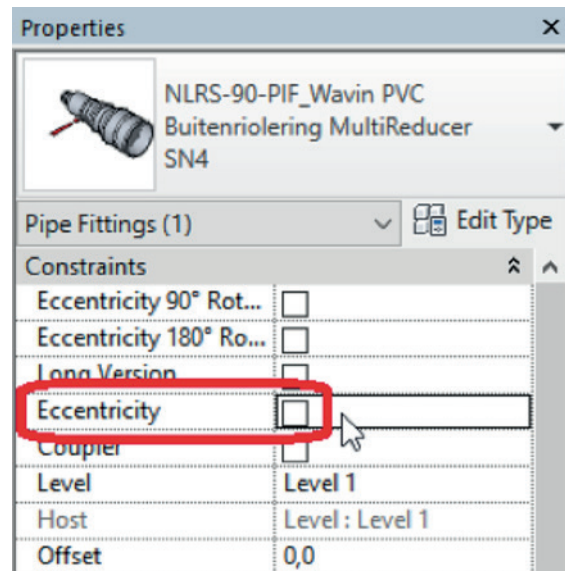 Properties
NLRS-90-PIF_Wavin PVC
Buitenriolering MultiReducer
SN4
Pipe Fittings (1)
Edit Type
Constraints
Eccentricity 90° Rot...
Eccentricity 180° Ro...
Long Version
Eccentricity
Coupler
Level Level 1
Host Level : Level 1
Offset 0,0